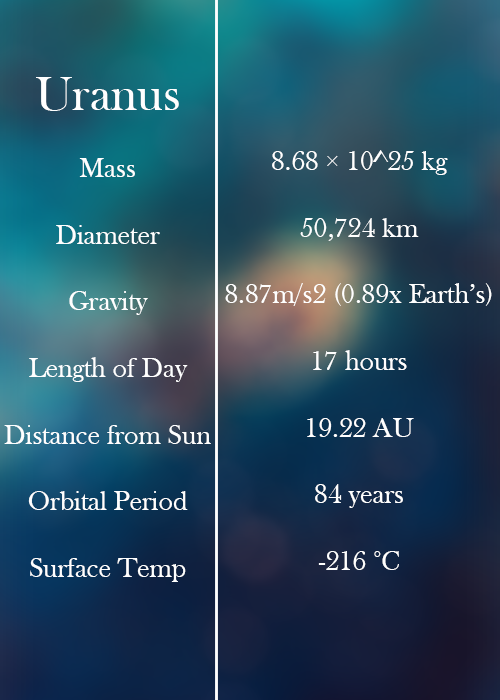 Uranus
Mass 8.68 × 10^25 kg
Diameter 50,724 km
Gravity 8.87m/s2 (0.89x Earth's)
Length of Day 17 hours
Distance from Sun 19.22 AU
Orbital Period 84 years
Surface Temp -216 °C